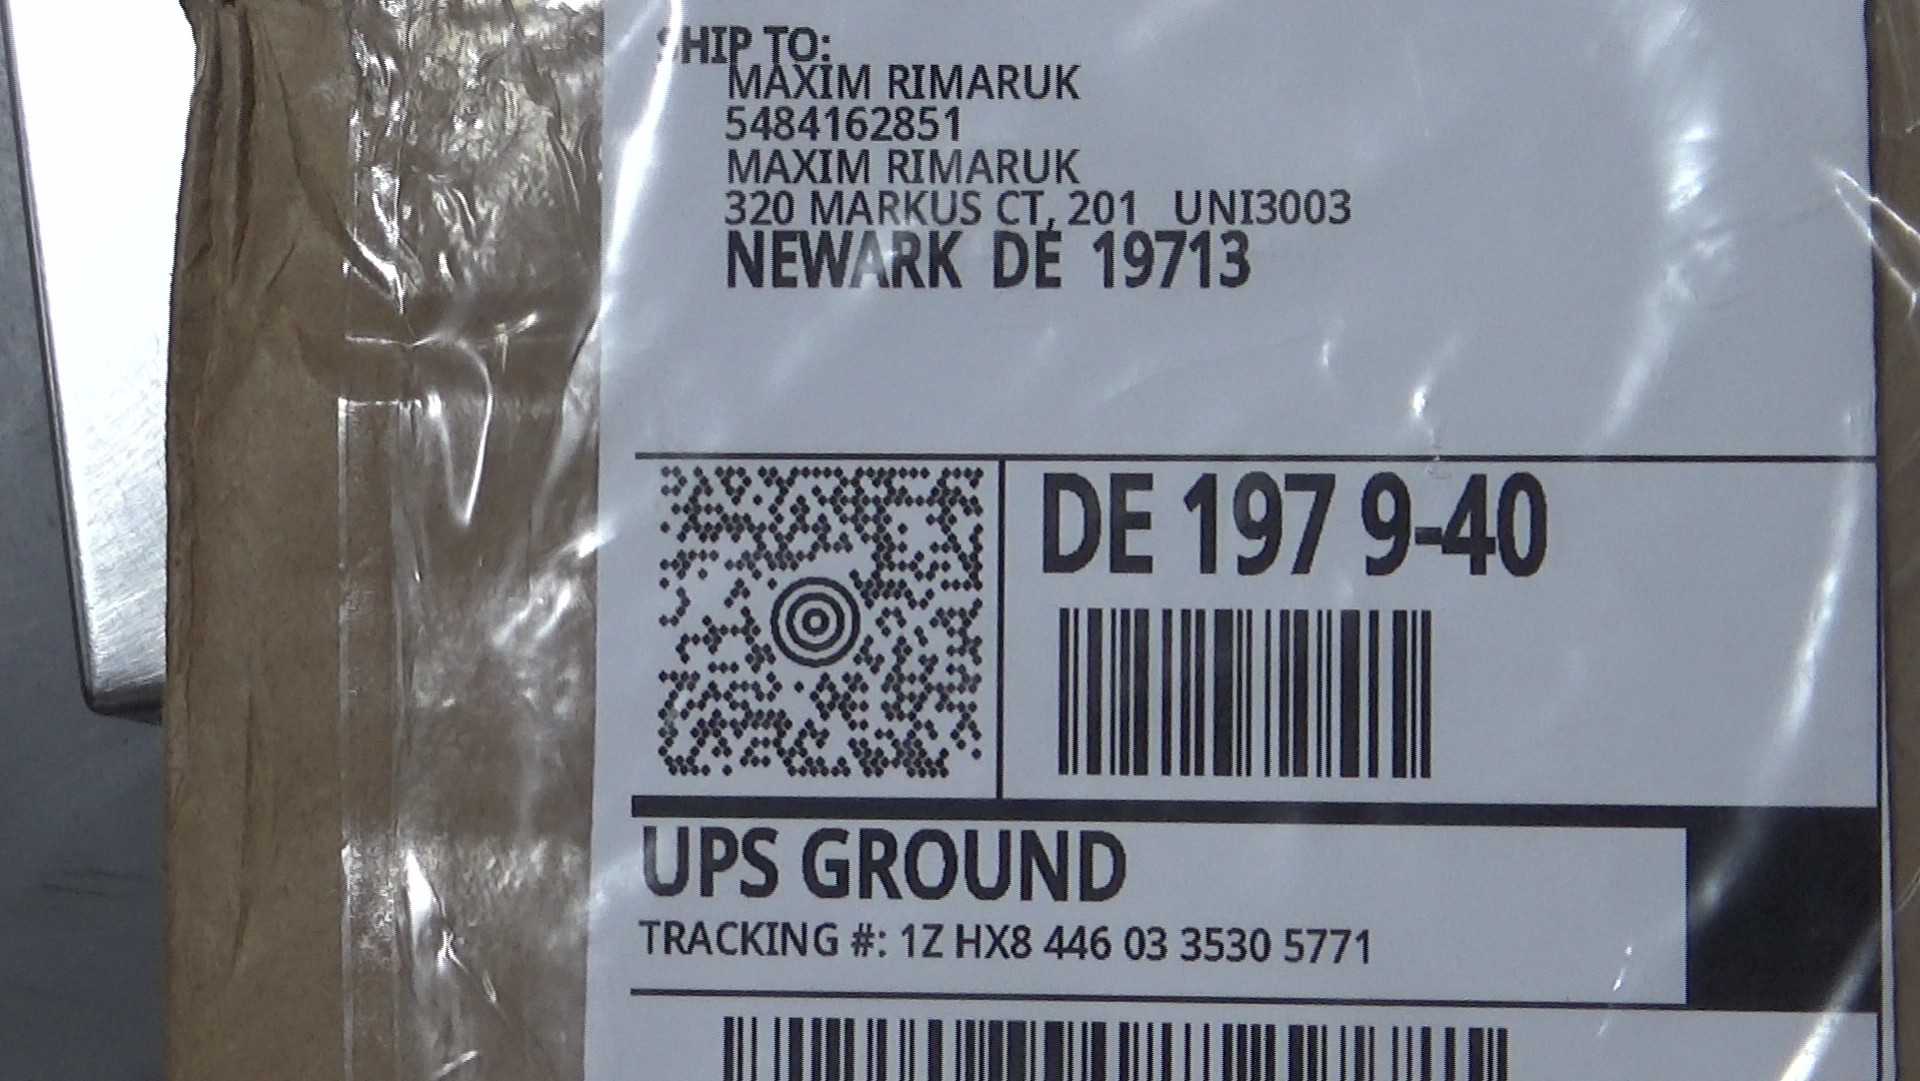 SHIP TO:
MAXIM RIMARUK
5484162851
MAXIM RIMARUK
320 MARKUS CT, 201 UNI3003
NEWARK DE 19713
DE 197 9-40
UPS GROUND
TRACKING #: 1Z HX8 446 03 3530 5771